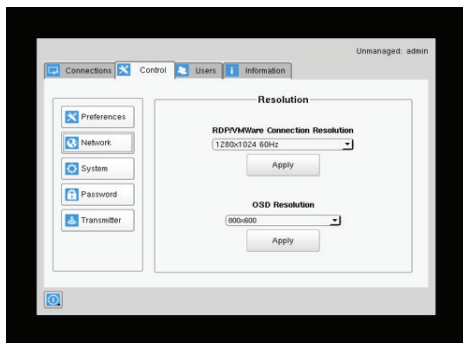 Unmanaged: admin
Connections Control Users Information
Resolution
Preferences
RDP/VMWare Connection Resolution
Network
1280x1024 60Hz
System
Apply
Password
OSD Resolution
Transmitter
800x600
Apply